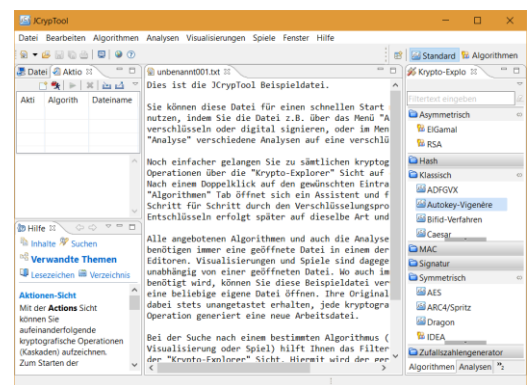 JCrypTool
Datei Bearbeiten Algorithmen Analysen Visualisierungen Spiele Fenster Hilfe
Standard Algorithmen
Datei Aktio
Akti Algorith Dateiname
Hilfe
Inhalte Suchen
Verwandte Themen
Lesezeichen Verzeichnis
Aktionen-Sicht
Mit der Actions Sicht
können Sie
aufeinanderfolgende
kryptografische Operationen
(Kaskaden) aufzeichnen.
Zum Starten der
unbenannt001.txt
Dies ist die JCrypTool Beispieldatei.
Sie können diese Datei für einen schnellen Start
nutzen, indem Sie die Datei z.B. über das Menü "A
verschlüsseln oder digital signieren, oder im Men
"Analyse" verschiedene Analysen auf eine verschlü
Noch einfacher gelangen Sie zu sämtlichen kryptog
Operationen über die "Krypto-Explorer" Sicht auf
Nach einem Doppelklick auf den gewünschten Eintra
"Algorithmen" Tab öffnet sich ein Assistent und f
Schritt für Schritt durch den Verschlüsselungspro
Entschlüsseln erfolgt später auf dieselbe Art und
Alle angebotenen Algorithmen und auch die Analyse
benötigen immer eine geöffnete Datei in einem der
Editoren. Visualisierungen und Spiele sind dagege
unabhängig von einer geöffneten Datei. Wo auch im
benötigt wird, können Sie diese Beispieldatei ver
eine beliebige eigene Datei öffnen. Ihre Original
dabei stets unangetastet erhalten, jede kryptogra
Operation generiert eine neue Arbeitsdatei.
Bei der Suche nach einem bestimmten Algorithmus (
Visualisierung oder Spiel) hilft Ihnen das Filter
der "Krypto-Explorer" Sicht. Hiermit wird der ger
Krypto-Explo
Filtertext eingeben
Asymmetrisch
ElGamal
RSA
Hash
Klassisch
ADFGVX
Autokey-Vigenère
Bifid-Verfahren
Caesar
MAC
Signatur
Symmetrisch
AES
ARC4/Spritz
Dragon
IDEA
Zufallszahlengenerator
Algorithmen Analysen "2